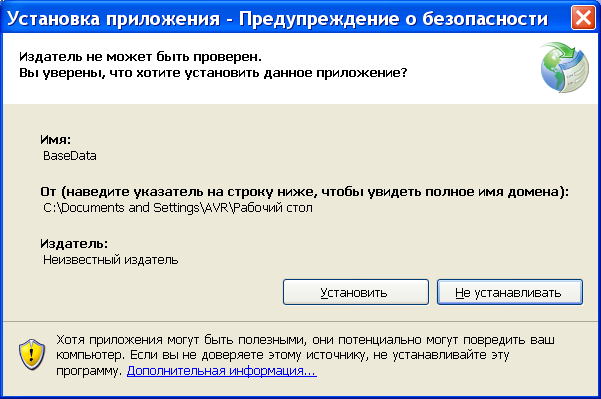 Установка приложения - Предупреждение о безопасности
Издатель не может быть проверен.
Вы уверены, что хотите установить данное приложение?
Имя:
BaseData
От (наведите указатель на строку ниже, чтобы увидеть полное имя домена):
C:\Documents and Settings\AVR\Рабочий стол
Издатель:
Неизвестный издатель
Установить
Не устанавливать
Хотя приложения могут быть полезными, они потенциально могут повредить ваш
компьютер. Если вы не доверяете этому источнику, не устанавливайте эту
программу. Дополнительная информация...